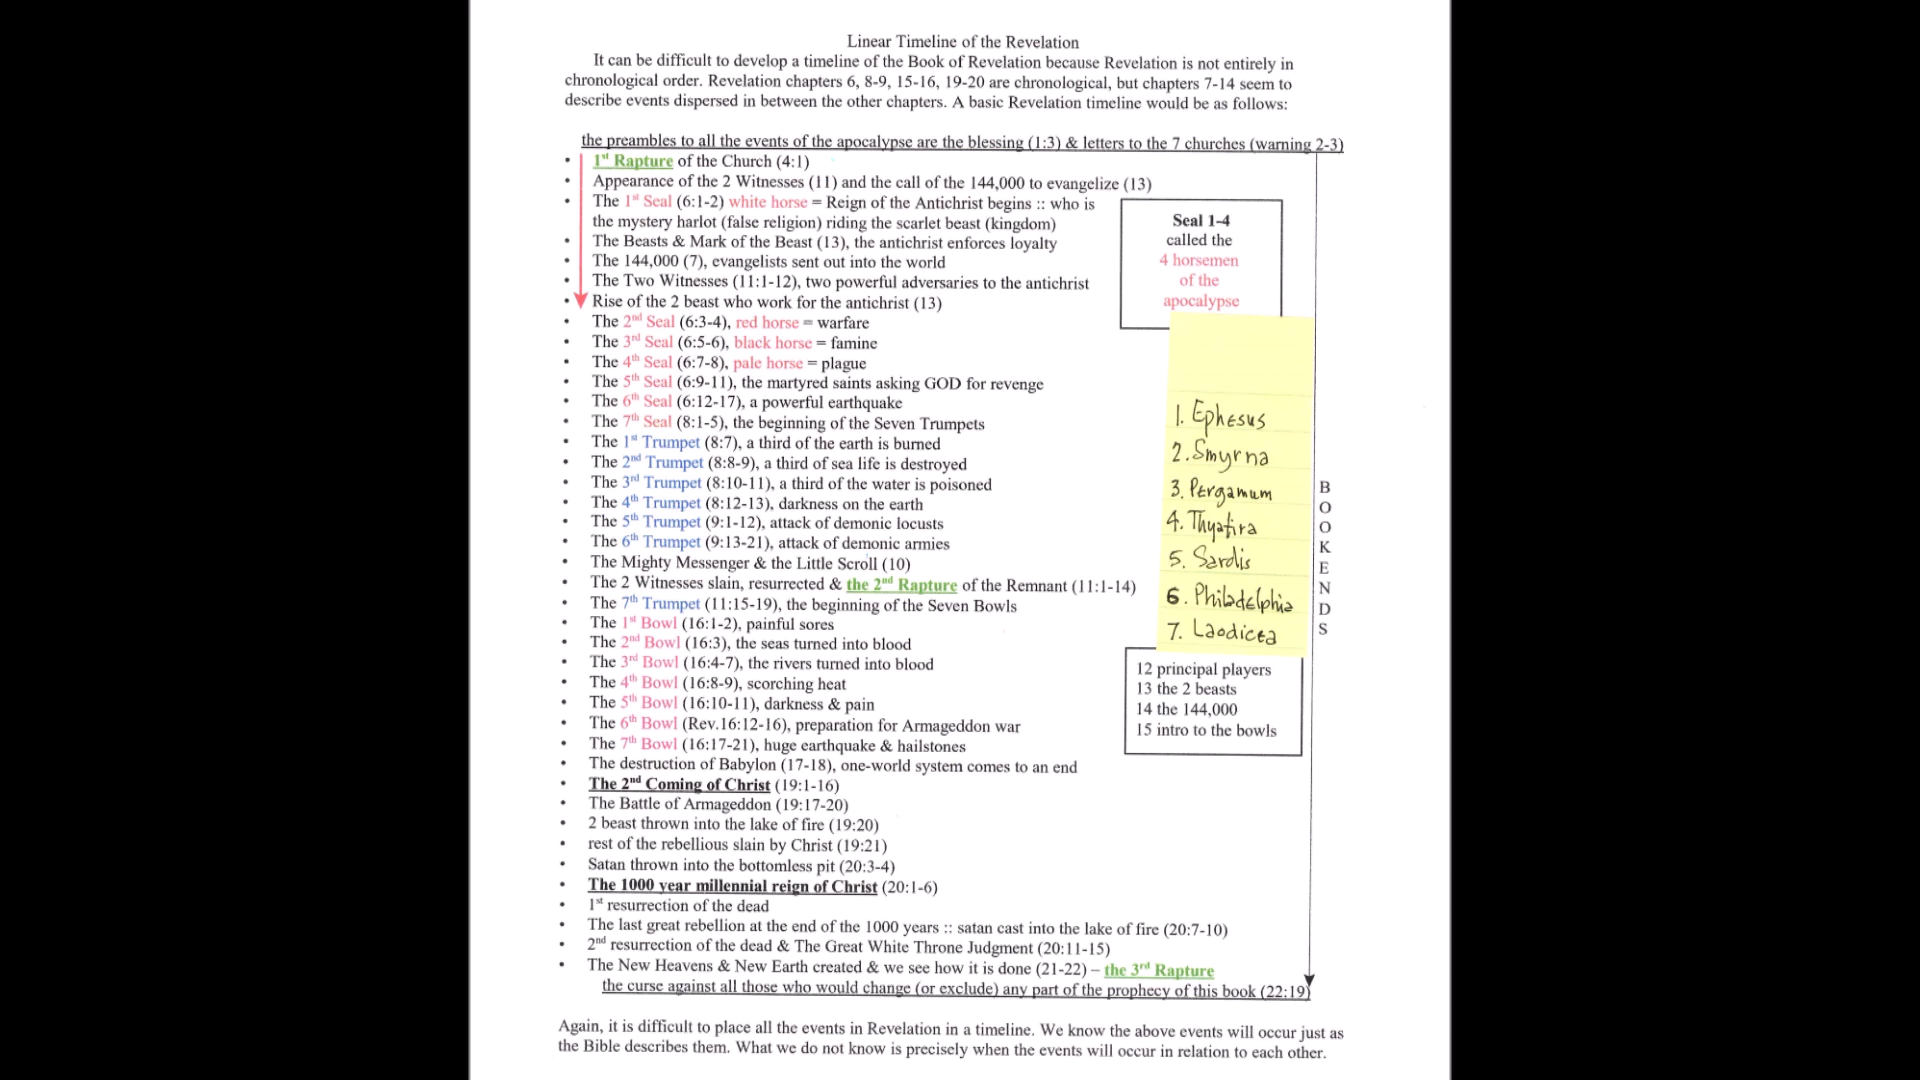 Linear Timeline of the Revelation
It can be difficult to develop a timeline of the Book of Revelation because Revelation is not entirely in
chronological order. Revelation chapters 6, 8-9, 15-16, 19-20 are chronological, but chapters 7-14 seem to
describe events dispersed in between the other chapters. A basic Revelation timeline would be as follows:
the preambles to all the events of the apocalypse are the blessing (1:3) & letters to the 7 churches (warning 2-3)
• 1st Rapture of the Church (4:1)
• Appearance of the 2 Witnesses (11) and the call of the 144,000 to evangelize (13)
• The 1st Seal (6:1-2) white horse = Reign of the Antichrist begins :: who is
the mystery harlot (false religion) riding the scarlet beast (kingdom)
• The Beasts & Mark of the Beast (13), the antichrist enforces loyalty
• The 144,000 (7), evangelists sent out into the world
• The Two Witnesses (11:1-12), two powerful adversaries to the antichrist
• Rise of the 2 beast who work for the antichrist (13)
• The 2nd Seal (6:3-4), red horse = warfare
• The 3rd Seal (6:5-6), black horse = famine
• The 4th Seal (6:7-8), pale horse = plague
• The 5th Seal (6:9-11), the martyred saints asking GOD for revenge
• The 6th Seal (6:12-17), a powerful earthquake
• The 7th Seal (8:1-5), the beginning of the Seven Trumpets
• The 1st Trumpet (8:7), a third of the earth is burned
• The 2nd Trumpet (8:8-9), a third of sea life is destroyed
• The 3rd Trumpet (8:10-11), a third of the water is poisoned
• The 4th Trumpet (8:12-13), darkness on the earth
• The 5th Trumpet (9:1-12), attack of demonic locusts
• The 6th Trumpet (9:13-21), attack of demonic armies
• The Mighty Messenger & the Little Scroll (10)
• The 2 Witnesses slain, resurrected & the 2nd Rapture of the Remnant (11:1-14)
• The 7th Trumpet (11:15-19), the beginning of the Seven Bowls
• The 1st Bowl (16:1-2), painful sores
• The 2nd Bowl (16:3), the seas turned into blood
• The 3rd Bowl (16:4-7), the rivers turned into blood
• The 4th Bowl (16:8-9), scorching heat
• The 5th Bowl (16:10-11), darkness & pain
• The 6th Bowl (Rev.16:12-16), preparation for Armageddon war
• The 7th Bowl (16:17-21), huge earthquake & hailstones
• The destruction of Babylon (17-18), one-world system comes to an end
• The 2nd Coming of Christ (19:1-16)
• The Battle of Armageddon (19:17-20)
• 2 beast thrown into the lake of fire (19:20)
• rest of the rebellious slain by Christ (19:21)
• Satan thrown into the bottomless pit (20:3-4)
• The 1000 year millennial reign of Christ (20:1-6)
• 1st resurrection of the dead
• The last great rebellion at the end of the 1000 years :: satan cast into the lake of fire (20:7-10)
• 2nd resurrection of the dead & The Great White Throne Judgment (20:11-15)
• The New Heavens & New Earth created & we see how it is done (21-22) – the 3rd Rapture
the curse against all those who would change (or exclude) any part of the prophecy of this book (22:19)
Seal 1-4
called the
4 horsemen
of the
apocalypse
1. Ephesus
2. Smyrna
3. Pergamum
4. Thyatira
5. Sardis
6. Philadelphia
7. Laodicea
BOOKENDS
12 principal players
13 the 2 beasts
14 the 144,000
15 intro to the bowls
Again, it is difficult to place all the events in Revelation in a timeline. We know the above events will occur just as
the Bible describes them. What we do not know is precisely when the events will occur in relation to each other.